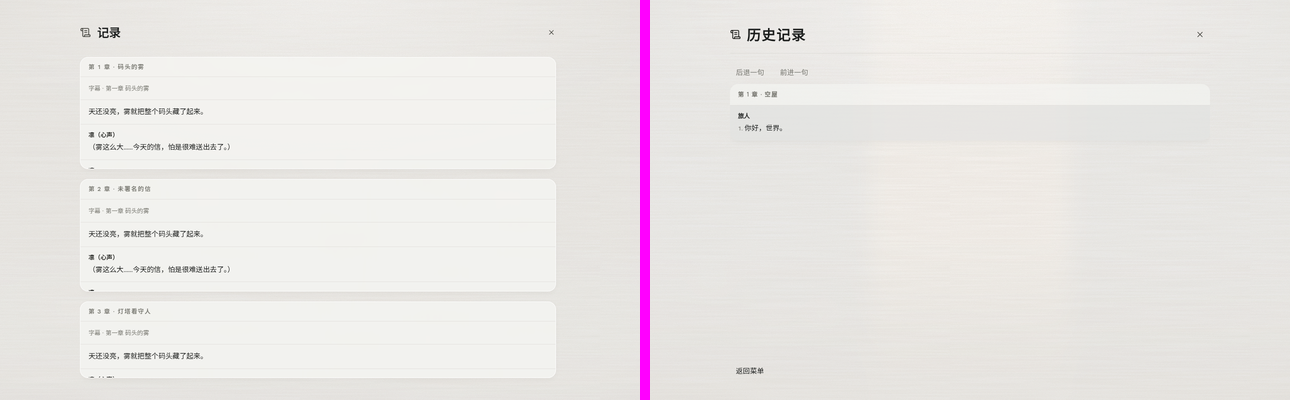 记录
第 1 章 · 码头的雾
字幕 · 第一章 码头的雾
天还没亮，雾就把整个码头藏了起来。
凛（心声）
（雾这么大……今天的信，怕是很难送出去了。）
第 2 章 · 未署名的信
字幕 · 第一章 码头的雾
天还没亮，雾就把整个码头藏了起来。
凛（心声）
（雾这么大……今天的信，怕是很难送出去了。）
第 3 章 · 灯塔看守人
字幕 · 第一章 码头的雾
天还没亮，雾就把整个码头藏了起来。
历史记录
后退一句 前进一句
第 1 章 · 空屋
旅人
1. 你好，世界。
返回菜单